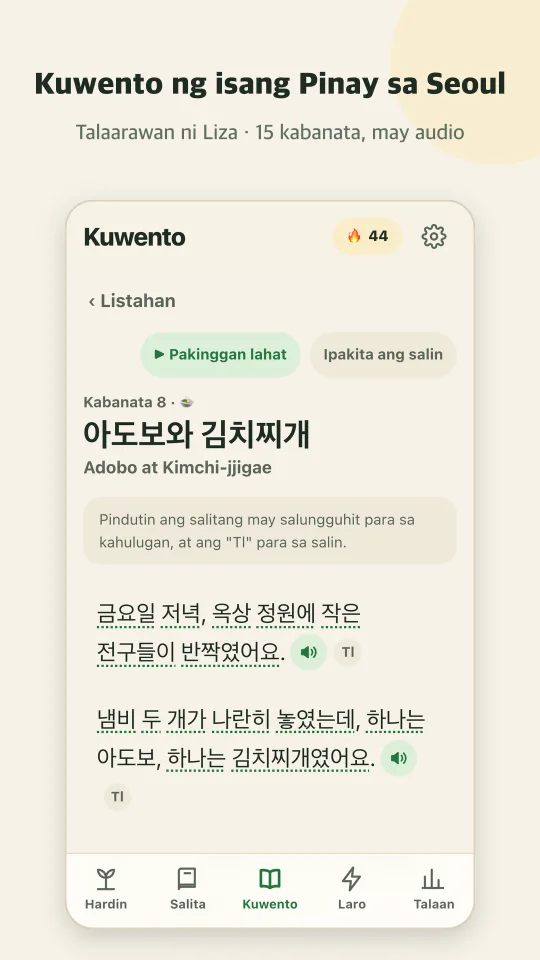 Kuwento ng isang Pinay sa Seoul
Talaarawan ni Liza · 15 kabanata, may audio
Kuwento
🔥 44
‹ Listahan
▶ Pakinggan lahat
Ipakita ang salin
Kabanata 8 · 🍲
아도보와 김치찌개
Adobo at Kimchi-jjigae
Pindutin ang salitang may salungguhit para sa
kahulugan, at ang "Tl" para sa salin.
금요일 저녁, 옥상 정원에 작은
전구들이 반짝였어요. Tl
냄비 두 개가 나란히 놓였는데, 하나는
아도보, 하나는 김치찌개였어요.
Tl
Hardin
Salita
Kuwento
Laro
Talaan